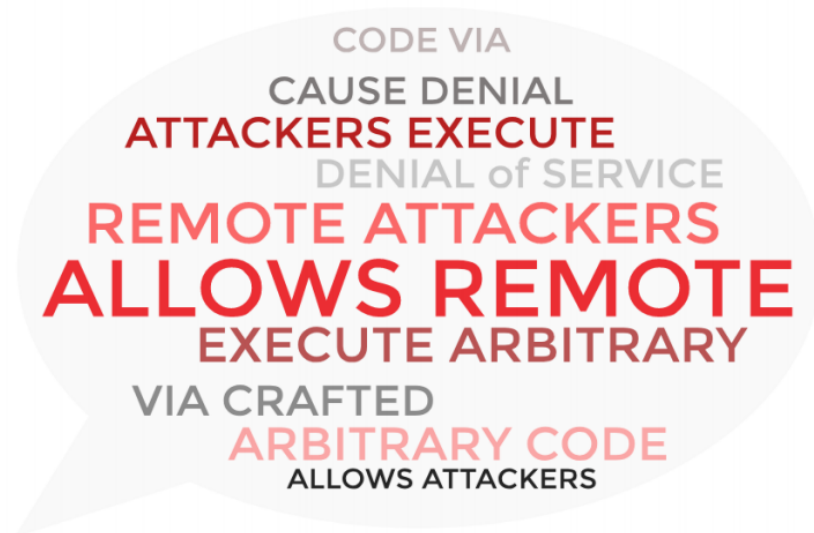 CODE VIA
CAUSE DENIAL
ATTACKERS EXECUTE
DENIAL of SERVICE
REMOTE ATTACKERS
ALLOWS REMOTE
EXECUTE ARBITRARY
VIA CRAFTED
ARBITRARY CODE
ALLOWS ATTACKERS